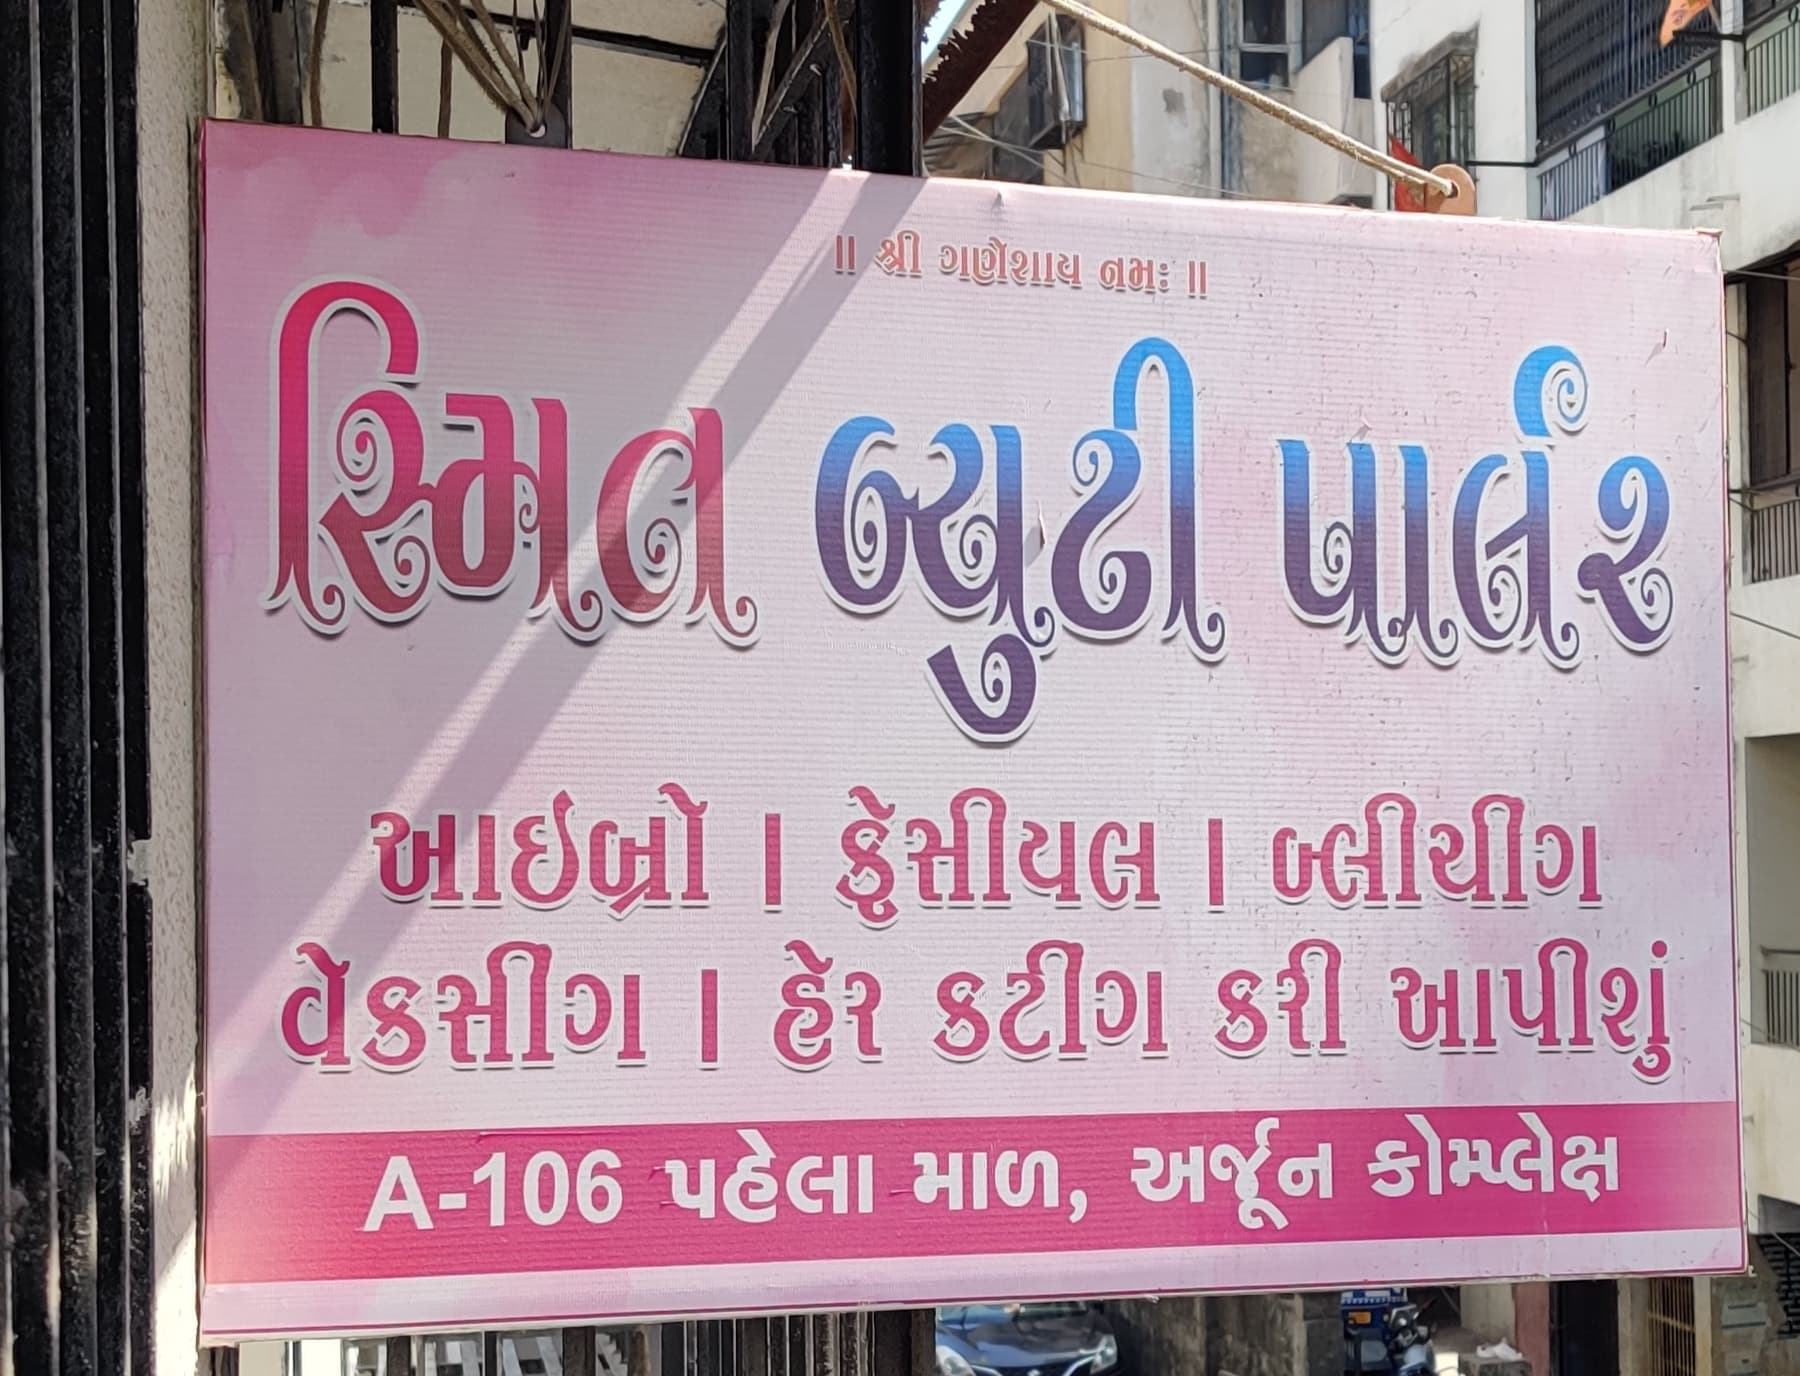 ॥ શ્રી ગણેશાય નમઃ ॥
સ્મિત બ્યુટી પાર્લર
આઇબ્રો | ફેસીયલ | બ્લીચીંગ
વેકસીંગ | હેર કટીંગ કરી આપીશું
A-106 પહેલા માળ, અર્જૂન કોમ્પ્લેક્ષ